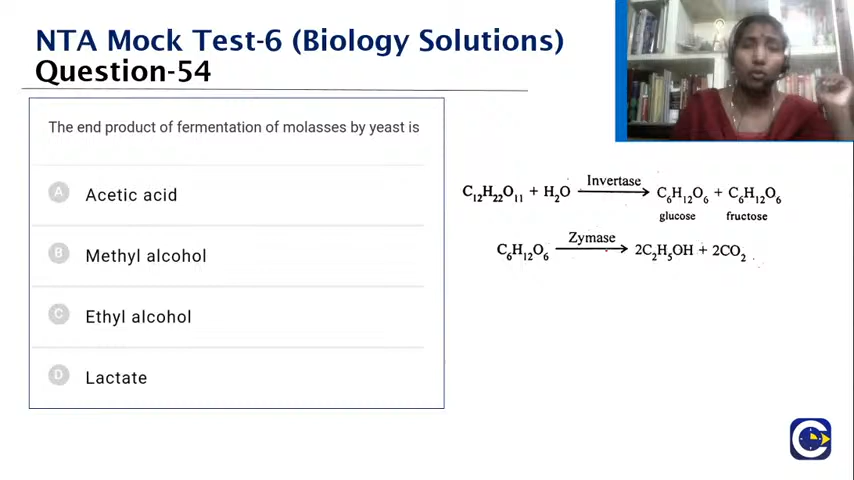 NTA Mock Test-6 (Biology Solutions)
Question-54
The end product of fermentation of molasses by yeast is
A Acetic acid
B Methyl alcohol
C Ethyl alcohol
D Lactate
C₁₂H₂₂O₁₁ + H₂O Invertase → C₆H₁₂O₆ + C₆H₁₂O₆
glucose fructose
C₆H₁₂O₆ Zymase → 2C₂H₅OH + 2CO₂ .